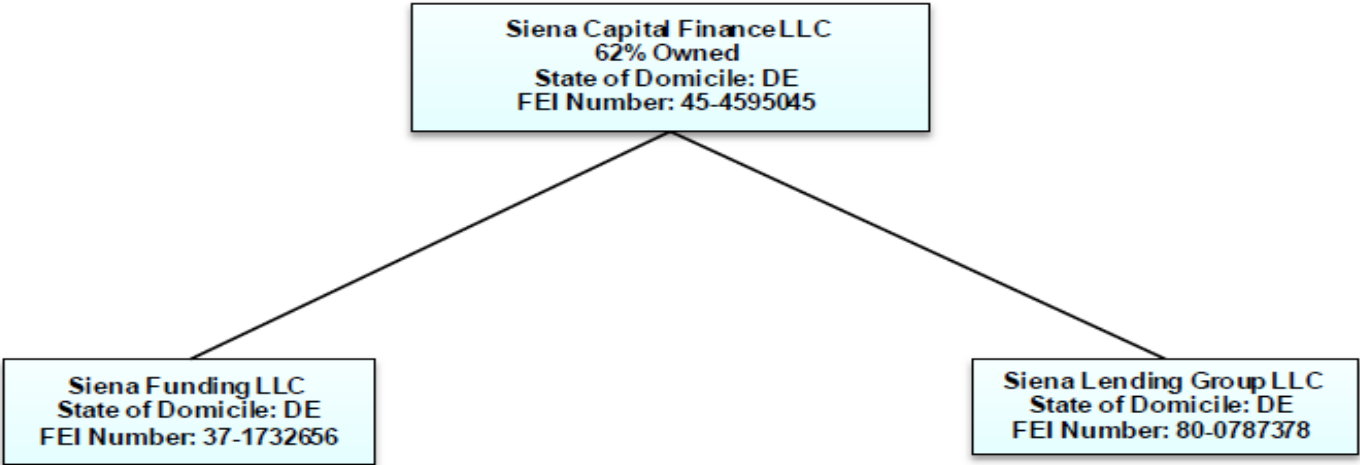 Siena Capital Finance LLC
62% Owned
State of Domicile: DE
FEI Number: 45-4595045
Siena Funding LLC
State of Domicile: DE
FEI Number: 37-1732656
Siena Lending Group LLC
State of Domicile: DE
FEI Number: 80-0787378